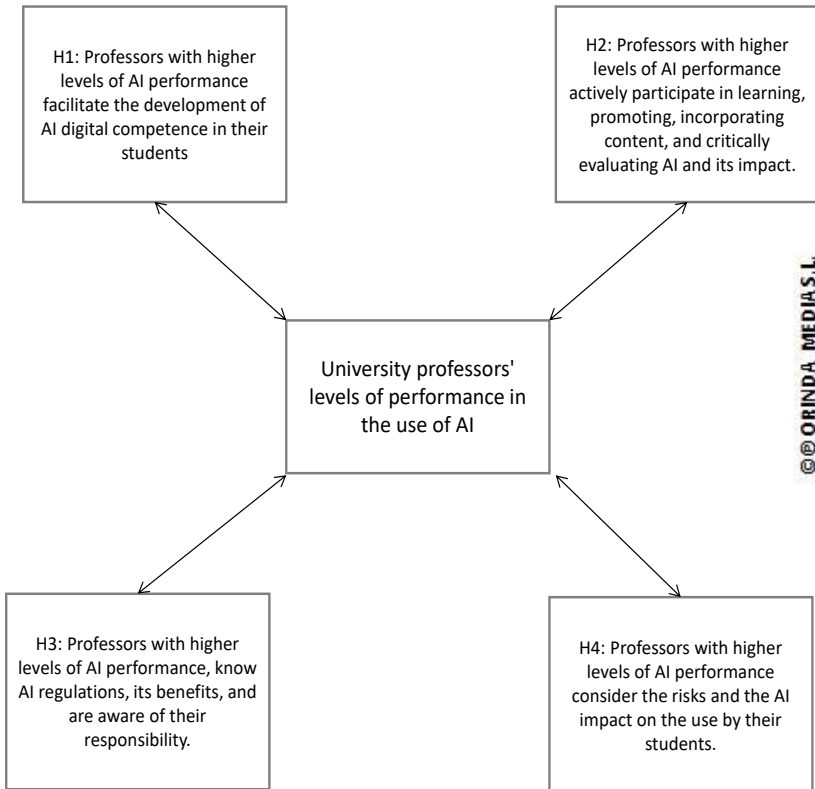 H1: Professors with higher
levels of AI performance
facilitate the development of
AI digital competence in their
students
H2: Professors with higher
levels of AI performance
actively participate in learning,
promoting, incorporating
content, and critically
evaluating AI and its impact.
University professors'
levels of performance in
the use of AI
©℗ ORINDA MEDIAS.L.
H3: Professors with higher
levels of AI performance, know
AI regulations, its benefits, and
are aware of their
responsibility.
H4: Professors with higher
levels of AI performance
consider the risks and the AI
impact on the use by their
students.